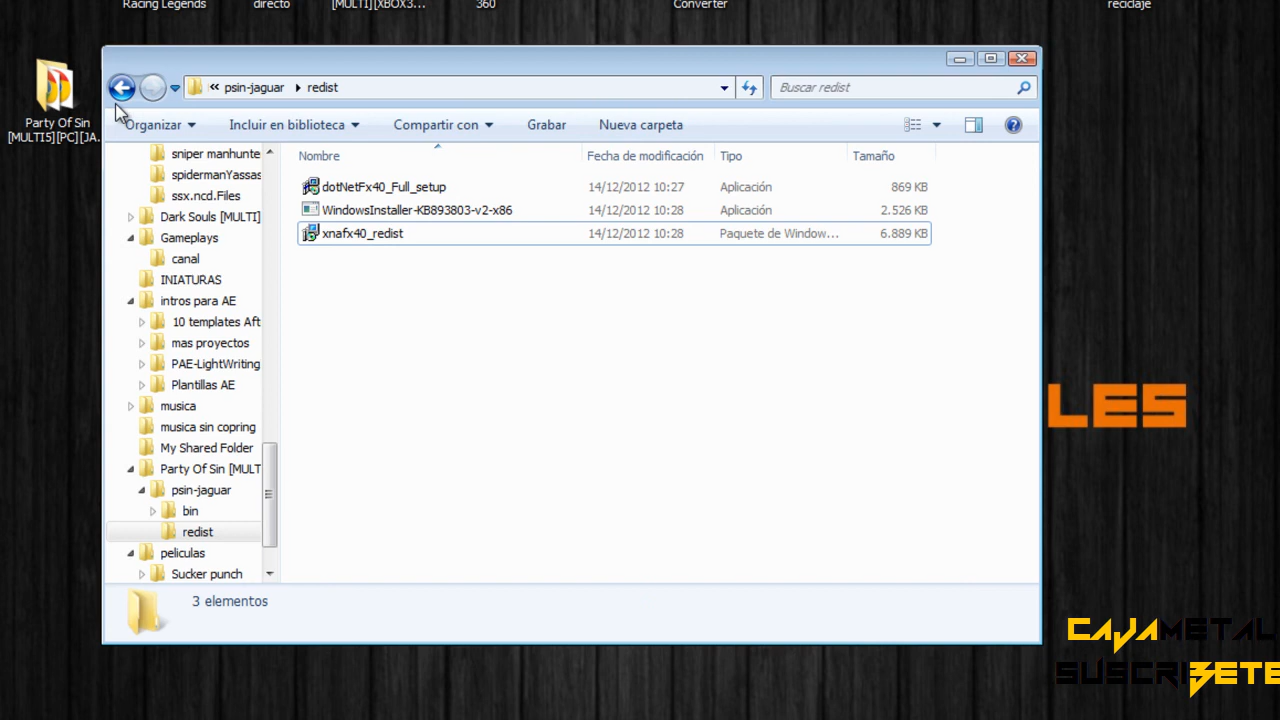 Racing Legends
directo
[MULTI][XBOX3...
360
Converter
reciclaje
Party Of Sin
[MULTI5][PC][JA...
« psin-jaguar ▸ redist
Buscar redist
Organizar
Incluir en biblioteca
Compartir con
Grabar
Nueva carpeta
sniper manhunte
spidermanYassas
ssx.ncd.Files
Dark Souls [MULTI]
Gameplays
canal
INIATURAS
intros para AE
10 templates Aft
mas proyectos
PAE-LightWriting
Plantillas AE
musica
musica sin copring
My Shared Folder
Party Of Sin [MULT
psin-jaguar
bin
redist
peliculas
Sucker punch
Nombre Fecha de modificación Tipo Tamaño
dotNetFx40_Full_setup 14/12/2012 10:27 Aplicación 869 KB
WindowsInstaller-KB893803-v2-x86 14/12/2012 10:28 Aplicación 2.526 KB
xnafx40_redist 14/12/2012 10:28 Paquete de Window... 6.889 KB
3 elementos
LES
CAJAMETAL
SUSCRIBETE